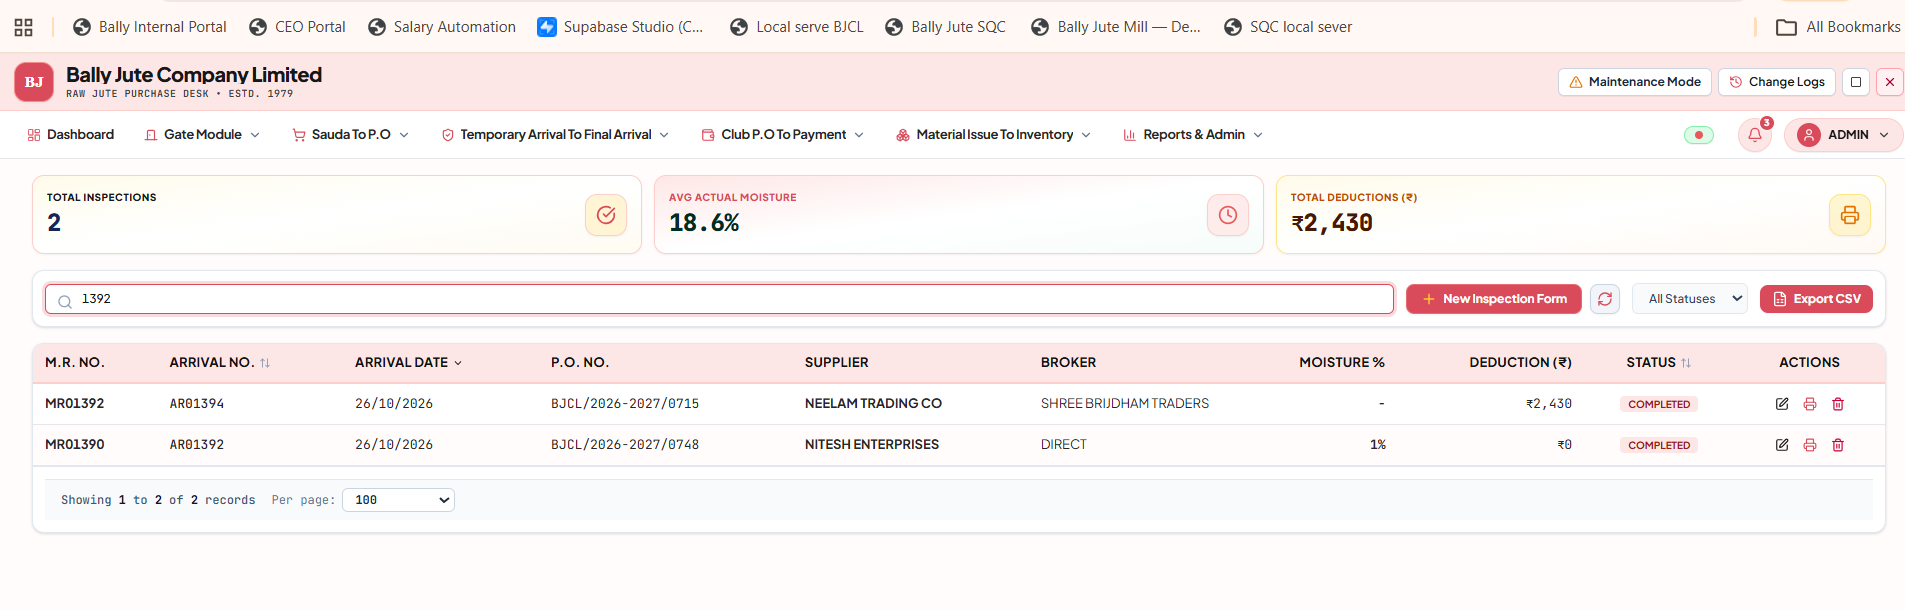 Bally Internal Portal CEO Portal Salary Automation Supabase Studio (C... Local serve BJCL Bally Jute SQC Bally Jute Mill — De... SQC local sever All Bookmarks
BJ Bally Jute Company Limited Maintenance Mode Change Logs
RAW JUTE PURCHASE DESK • ESTD. 1979
Dashboard Gate Module Sauda To P.O Temporary Arrival To Final Arrival Club P.O To Payment Material Issue To Inventory Reports & Admin 3 ADMIN
TOTAL INSPECTIONS AVG ACTUAL MOISTURE TOTAL DEDUCTIONS (₹)
2 18.6% ₹2,430
1392 New Inspection Form All Statuses Export CSV
M.R. NO. ARRIVAL NO. ARRIVAL DATE P.O. NO. SUPPLIER BROKER MOISTURE % DEDUCTION (₹) STATUS ACTIONS
MR01392 AR01394 26/10/2026 BJCL/2026-2027/0715 NEELAM TRADING CO SHREE BRIJDHAM TRADERS - ₹2,430 COMPLETED
MR01390 AR01392 26/10/2026 BJCL/2026-2027/0748 NITESH ENTERPRISES DIRECT 1% ₹0 COMPLETED
Showing 1 to 2 of 2 records Per page: 100